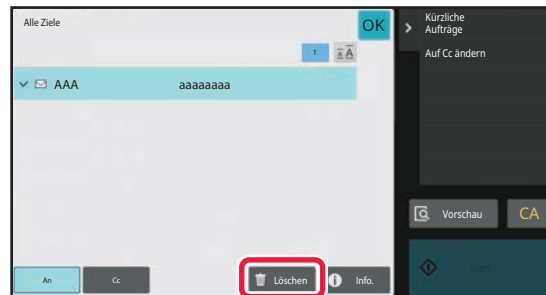 Alle Ziele
OK
1
AAA aaaaaaaa
An
Cc
Löschen
Info.
Kürzliche
Aufträge
Auf Cc ändern
Vorschau
CA
Start